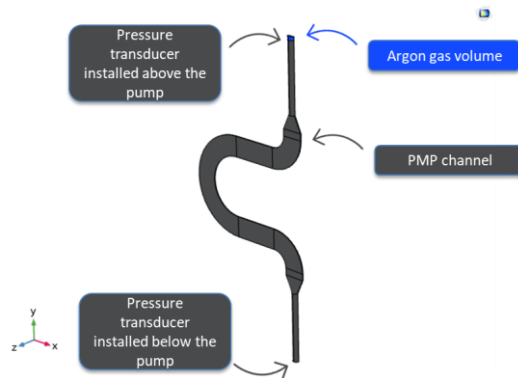 Pressure
transducer
installed above the
pump
Argon gas volume
PMP channel
Pressure
transducer
installed below the
pump
y
z
x